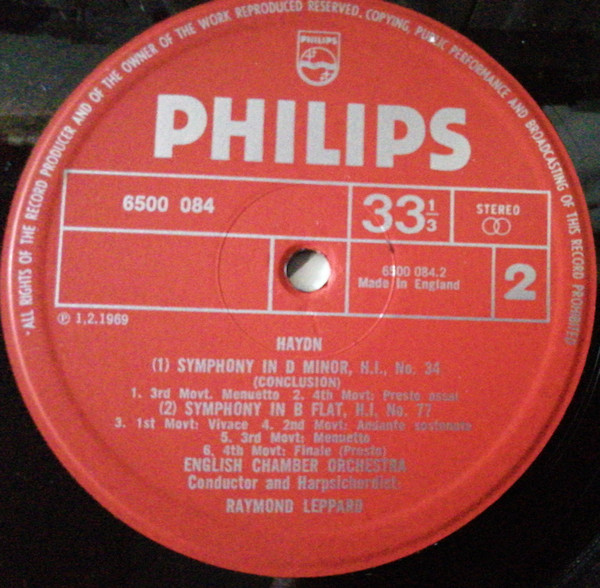 ·ALL RIGHTS OF THE RECORD PRODUCER AND OF THE OWNER OF THE WORK REPRODUCED RESERVED. COPYING, PUBLIC PERFORMANCE AND BROADCASTING OF THIS RECORD PROHIBITED
PHILIPS
PHILIPS
6500 084
33 1/3
STEREO
6500 084.2
Made in England
2
℗ 1,2.1969
HAYDN
(1) SYMPHONY IN D MINOR, H.I., No. 34
(CONCLUSION)
1. 3rd Movt. Menuetto 2. 4th Movt: Presto assai
(2) SYMPHONY IN B FLAT, H.I. No. 77
3. 1st Movt: Vivace 4. 2nd Movt: Andante sostenuto
5. 3rd Movt: Menuetto
6. 4th Movt: Finale (Presto)
ENGLISH CHAMBER ORCHESTRA
Conductor and Harpsichordist:
RAYMOND LEPPARD